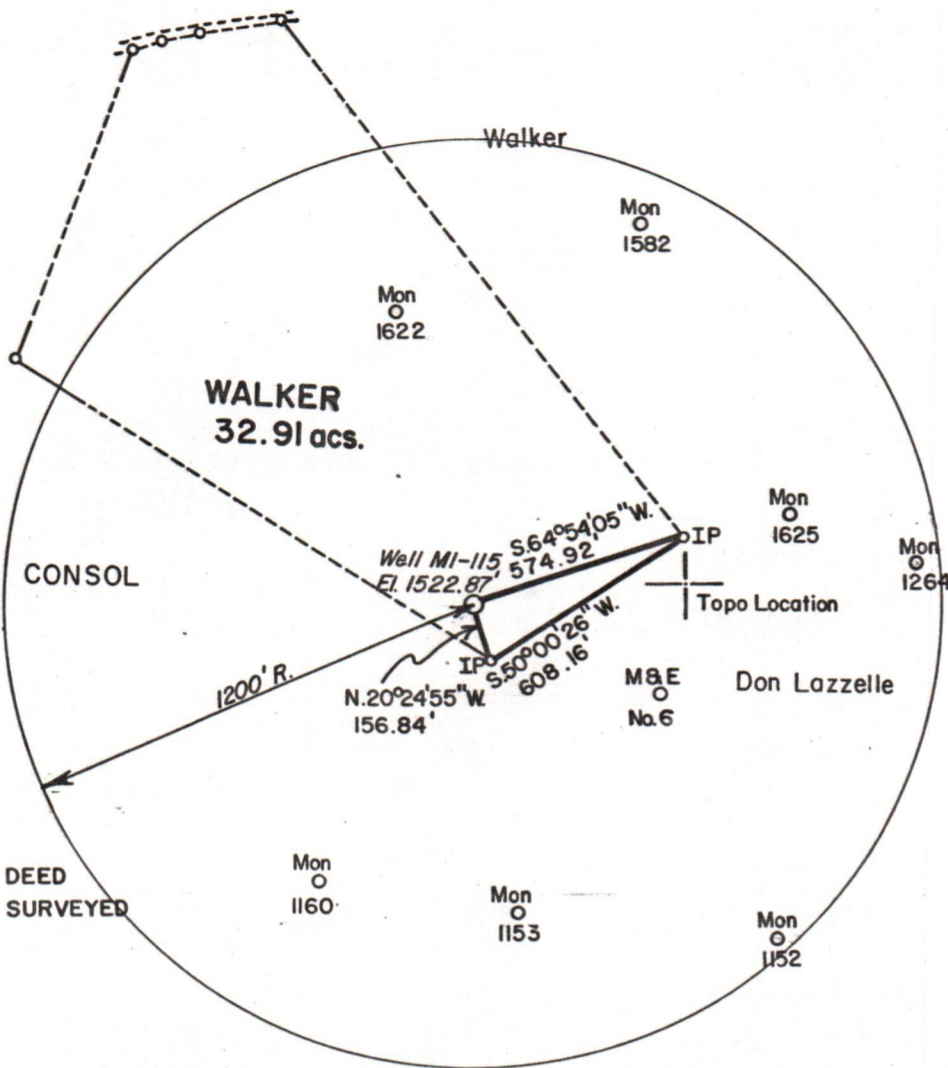 Walker
Mon
1582
Mon
1622
WALKER
32.91 acs.
Mon
1625
Mon
1264
S.64°54'05"W.
574.92'
IP
Well M1-115
El. 1522.87'
CONSOL
Topo Location
S.50°00'26"W.
608.16'
IP
N.20°24'55"W.
156.84'
1200' R.
M&E
No.6
Don Lazzelle
DEED
SURVEYED
Mon
1160
Mon
1153
Mon
1152